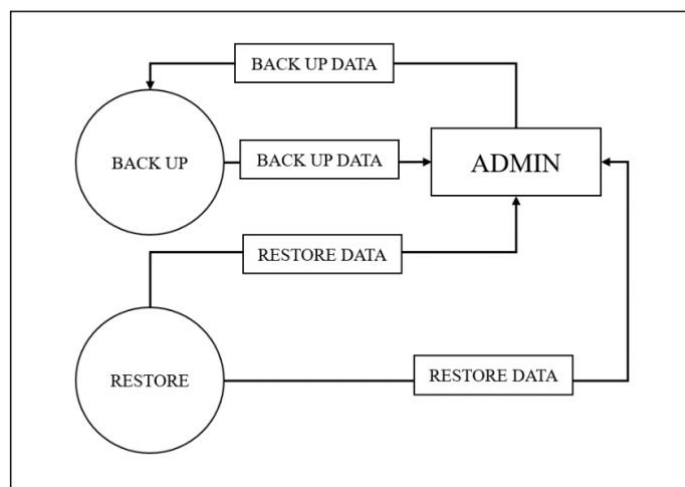 BACK UP DATA
BACK UP
BACK UP DATA
ADMIN
RESTORE DATA
RESTORE
RESTORE DATA